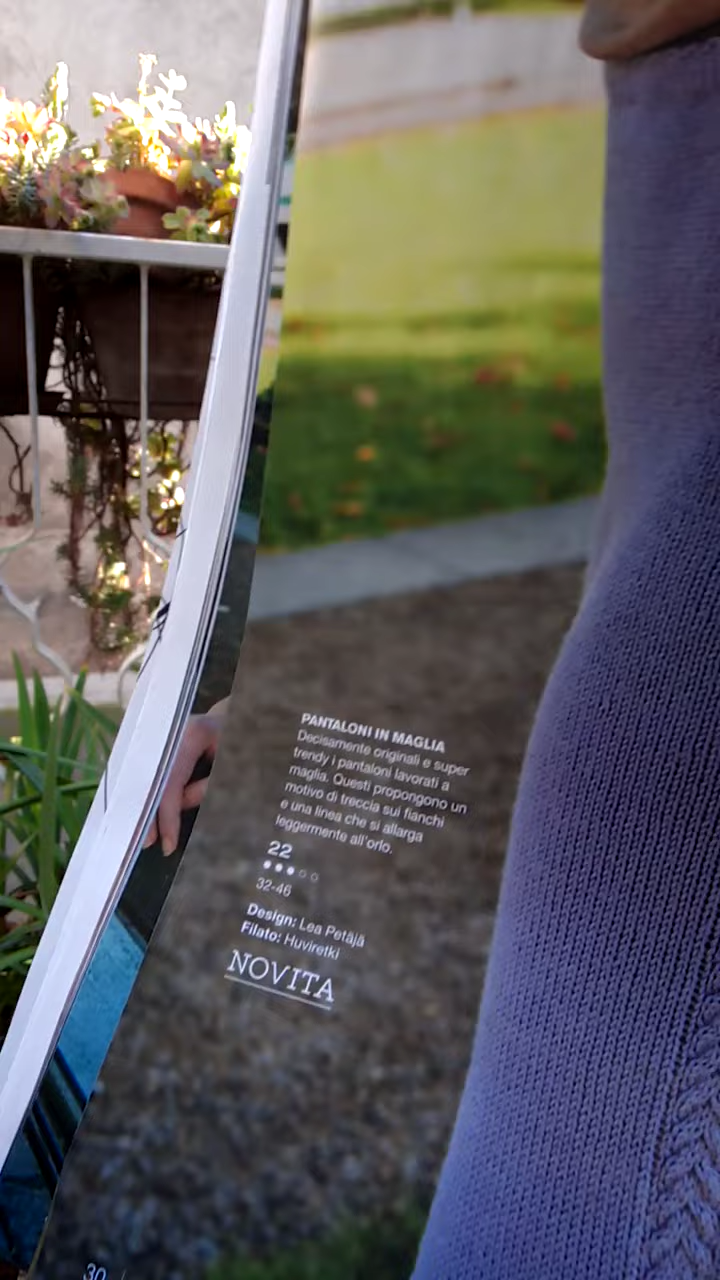 PANTALONI IN MAGLIA
Decisamente originali e super
trendy i pantaloni lavorati a
maglia. Questi propongono un
motivo di treccia sui fianchi
e una linea che si allarga
leggermente all'orlo.
22
32-46
Design: Lea Petäjä
Filato: Huviretki
NOVITA
30